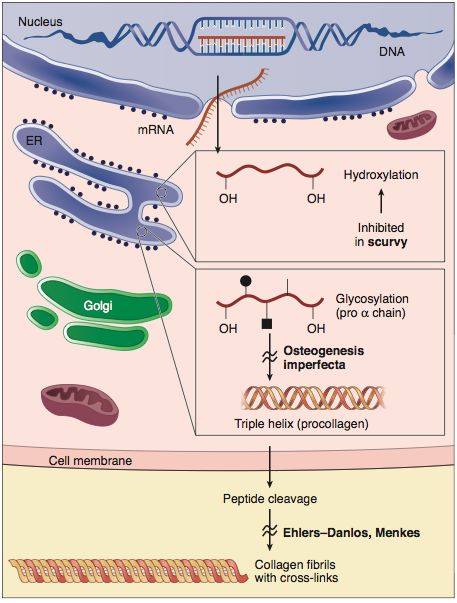 Nucleus
DNA
mRNA
ER
OH
OH
Hydroxylation
Inhibited
in scurvy
Golgi
OH
OH
Glycosylation
(pro α chain)
Osteogenesis
imperfecta
Triple helix (procollagen)
Cell membrane
Peptide cleavage
Ehlers–Danlos, Menkes
Collagen fibrils
with cross-links